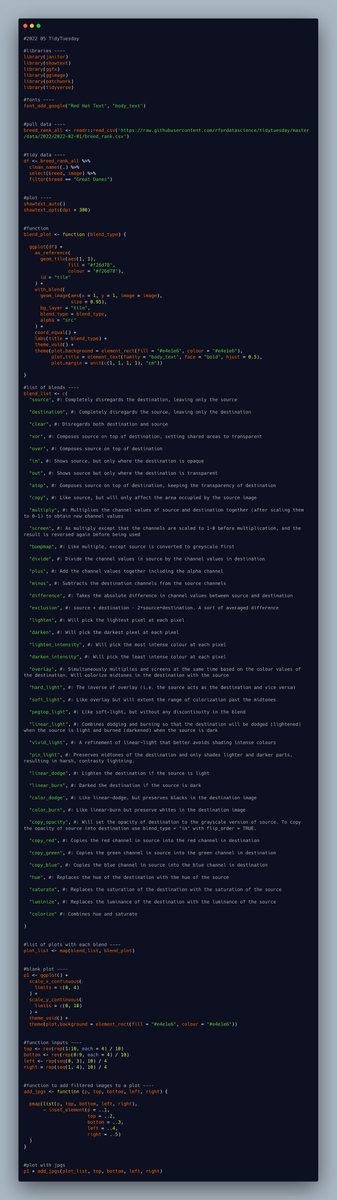 #2022 05 TidyTuesday
#libraries ----
library(janitor)
library(showtext)
library(ggfx)
library(ggimage)
library(patchwork)
library(tidyverse)
#fonts ----
font_add_google("Red Hat Text", "body_text")
#pull data ----
breed_rank_all <- readr::read_csv('https://raw.githubusercontent.com/rfordatascience/tidytuesday/master
/data/2022/2022-02-01/breed_rank.csv')
#tidy data ----
df <- breed_rank_all %>%
clean_names(.) %>%
select(breed, image) %>%
filter(breed == "Great Danes")
#plot ----
showtext_auto()
showtext_opts(dpi = 300)
#function
blend_plot <- function (blend_type) {
ggplot(df) +
as_reference(
geom_tile(aes(1, 1),
fill = "#f26d78",
colour = "#f26d78"),
id = "tile"
) +
with_blend(
geom_image(aes(x = 1, y = 1, image = image),
size = 0.95),
bg_layer = "tile",
blend_type = blend_type,
alpha = "src"
) +
coord_equal() +
labs(title = blend_type) +
theme_void() +
theme(plot.background = element_rect(fill = "#e4e1e6", colour = "#e4e1e6"),
plot.title = element_text(family = "body_text", face = "bold", hjust = 0.5),
plot.margin = unit(c(1, 1, 1, 1), "cm"))
}
#list of blends ----
blend_list <- c(
"source", #: Completely disregards the destination, leaving only the source
"destination", #: Completely disregards the source, leaving only the destination
"clear", #: Disregards both destination and source
"xor", #: Composes source on top of destination, setting shared areas to transparent
"over", #: Composes source on top of destination
"in", #: Shows source, but only where the destination is opaque
"out", #: Shows source but only where the destination is transparent
"atop", #: Composes source on top of destination, keeping the transparency of destination
"copy", #: Like source, but will only affect the area occupied by the source image
"multiply", #: Multiplies the channel values of source and destination together (after scaling them
to 0-1) to obtain new channel values
"screen", #: As multiply except that the channels are scaled to 1-0 before multiplication, and the
result is reversed again before being used
"bumpmap", #: Like multiple, except source is converted to greyscale first
"divide", #: Divide the channel values in source by the channel values in destination
"plus", #: Add the channel values together including the alpha channel
"minus", #: Subtracts the destination channels from the source channels
"difference", #: Takes the absolute difference in channel values between source and destination
"exclusion", #: source + destination - 2*source*destination. A sort of averaged difference
"lighten", #: Will pick the lightest pixel at each pixel
"darken", #: Will pick the darkest pixel at each pixel
"lighten_intensity", #: Will pick the most intense colour at each pixel
"darken_intensity", #: Will pick the least intense colour at each pixel
"overlay", #: Simultaneously multiplies and screens at the same time based on the colour values of
the destination. Will colorize midtones in the destination with the source
"hard_light", #: The inverse of overlay (i.e. the source acts as the destination and vice versa)
"soft_light", #: Like overlay but will extent the range of colorization past the midtones
"pegtop_light", #: Like soft-light, but without any discontinuity in the blend
"linear_light", #: Combines dodging and burning so that the destination will be dodged (lightened)
when the source is light and burned (darkened) when the source is dark
"vivid_light", #: A refinement of linear-light that better avoids shading intense colours
"pin_light", #: Preserves midtones of the destination and only shades lighter and darker parts,
resulting in harsh, contrasty lightning.
"linear_dodge", #: Lighten the destination if the source is light
"linear_burn", #: Darked the destination if the source is dark
"color_dodge", #: Like linear-dodge, but preserves blacks in the destination image
"color_burn", #: Like linear-burn but preserve whites in the destination image
"copy_opacity", #: Will set the opacity of destination to the grayscale version of source. To copy
the opacity of source into destination use blend_type = "in" with flip_order = TRUE.
"copy_red", #: Copies the red channel in source into the red channel in destination
"copy_green", #: Copies the green channel in source into the green channel in destination
"copy_blue", #: Copies the blue channel in source into the blue channel in destination
"hue", #: Replaces the hue of the destination with the hue of the source
"saturate", #: Replaces the saturation of the destination with the saturation of the source
"luminize", #: Replaces the luminance of the destination with the luminance of the source
"colorize" #: Combines hue and saturate
)
#list of plots with each blend ----
plot_list <- map(blend_list, blend_plot)
#blank plot ----
p1 <- ggplot() +
scale_x_continuous(
limits = c(0, 4)
) +
scale_y_continuous(
limits = c(0, 10)
) +
theme_void() +
theme(plot.background = element_rect(fill = "#e4e1e6", colour = "#e4e1e6"))
#function inputs ----
top <- rev(rep(1:10, each = 4) / 10)
bottom <- rev(rep(0:9, each = 4) / 10)
left <- rep(seq(0, 3), 10) / 4
right = rep(seq(1, 4), 10) / 4
#function to add filtered images to a plot ----
add_jpgs <- function (p, top, bottom, left, right) {
pmap(list(p, top, bottom, left, right),
~ inset_element(p = ..1,
top = ..2,
bottom = ..3,
left = ..4,
right = ..5)
)
}
#plot with jpgs
p1 + add_jpgs(plot_list, top, bottom, left, right)